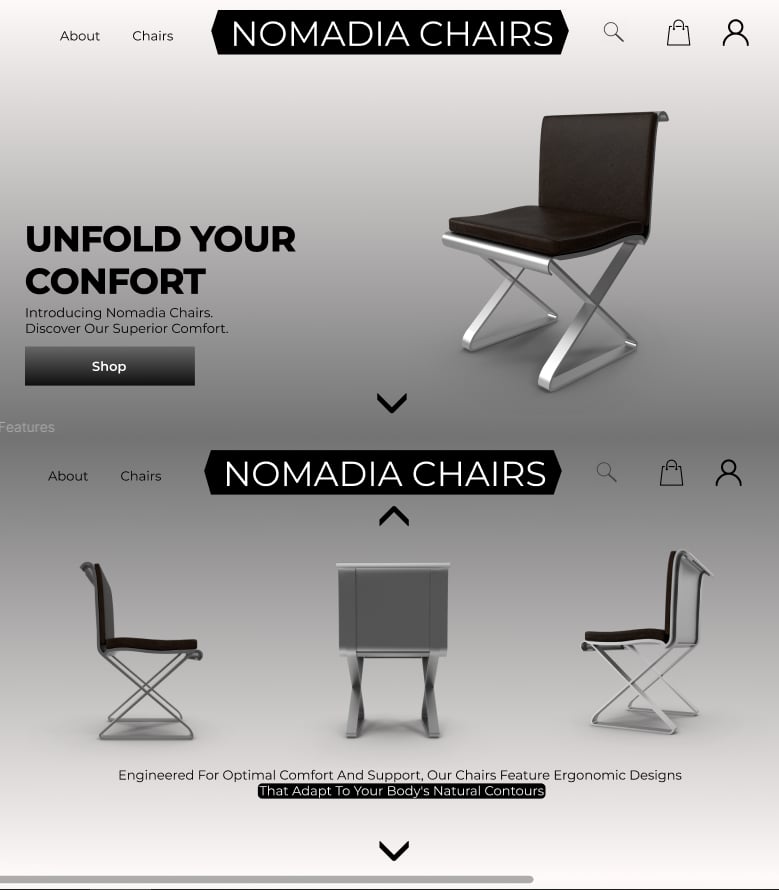 About Chairs NOMADIA CHAIRS
UNFOLD YOUR
CONFORT
Introducing Nomadia Chairs.
Discover Our Superior Comfort.
Shop
Features
About Chairs NOMADIA CHAIRS
Engineered For Optimal Comfort And Support, Our Chairs Feature Ergonomic Designs
That Adapt To Your Body's Natural Contours